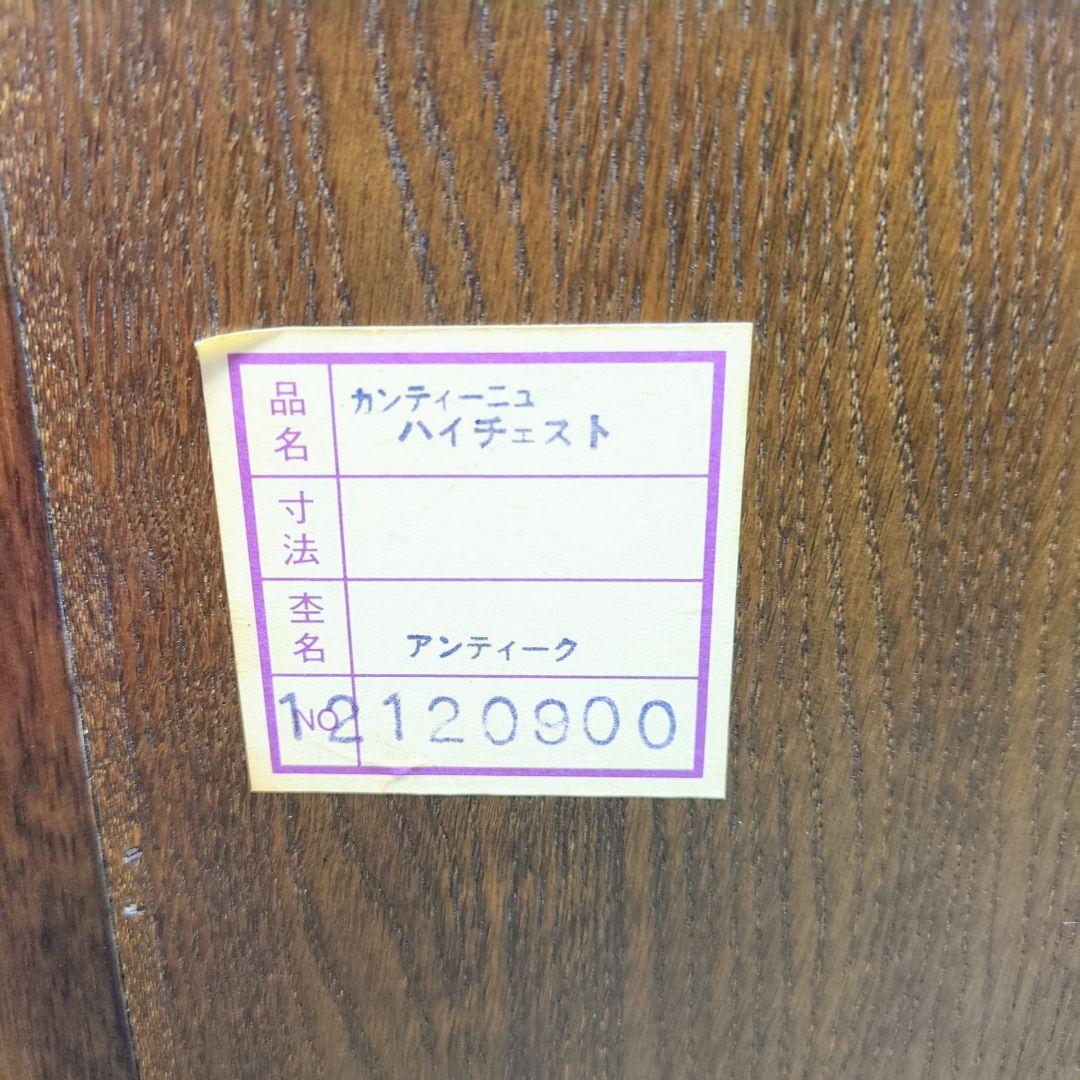 品名 カンティーニュ
ハイチェスト
寸法
杢名 アンティーク
NO 12120900